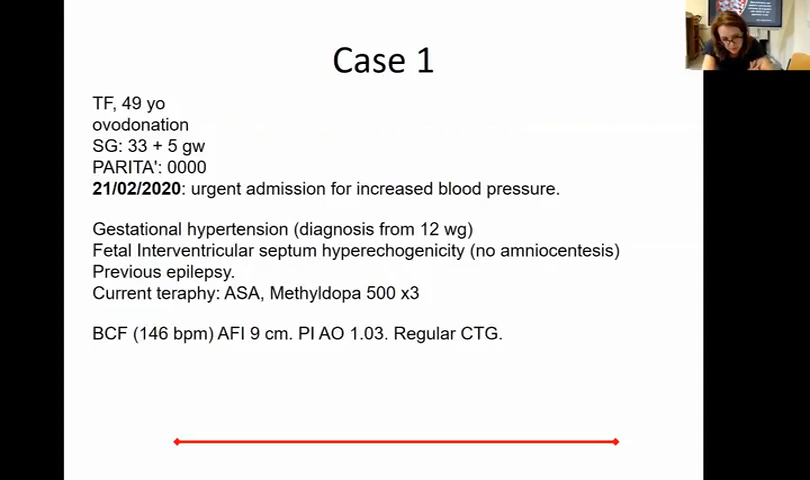 Case 1
TF, 49 yo
ovodonation
SG: 33 + 5 gw
PARITA': 0000
21/02/2020: urgent admission for increased blood pressure.
Gestational hypertension (diagnosis from 12 wg)
Fetal Interventricular septum hyperechogenicity (no amniocentesis)
Previous epilepsy.
Current teraphy: ASA, Methyldopa 500 x3
BCF (146 bpm) AFI 9 cm. PI AO 1.03. Regular CTG.